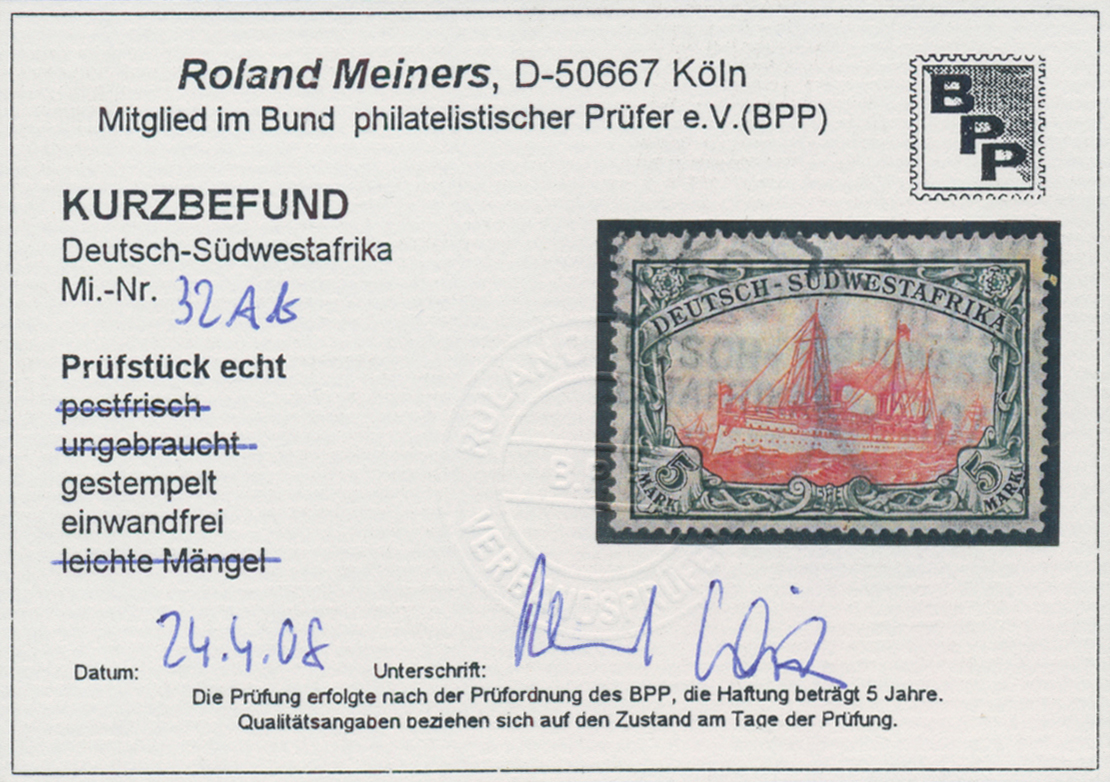 Roland Meiners, D-50667 Köln
Mitglied im Bund philatelistischer Prüfer e.V.(BPP)
BPP
KURZBEFUND
Deutsch-Südwestafrika
Mi.-Nr. 32 A b
DEUTSCH-SÜDWESTAFRIKA
5 MARK
5 MARK
Prüfstück echt
postfrisch
ungebraucht
gestempelt
einwandfrei
leichte Mängel
ROLAND
B.P.
VERBANDSPRÜFER
Datum: 24.4.08 Unterschrift:
Die Prüfung erfolgte nach der Prüfordnung des BPP, die Haftung beträgt 5 Jahre.
Qualitätsangaben beziehen sich auf den Zustand am Tage der Prüfung.